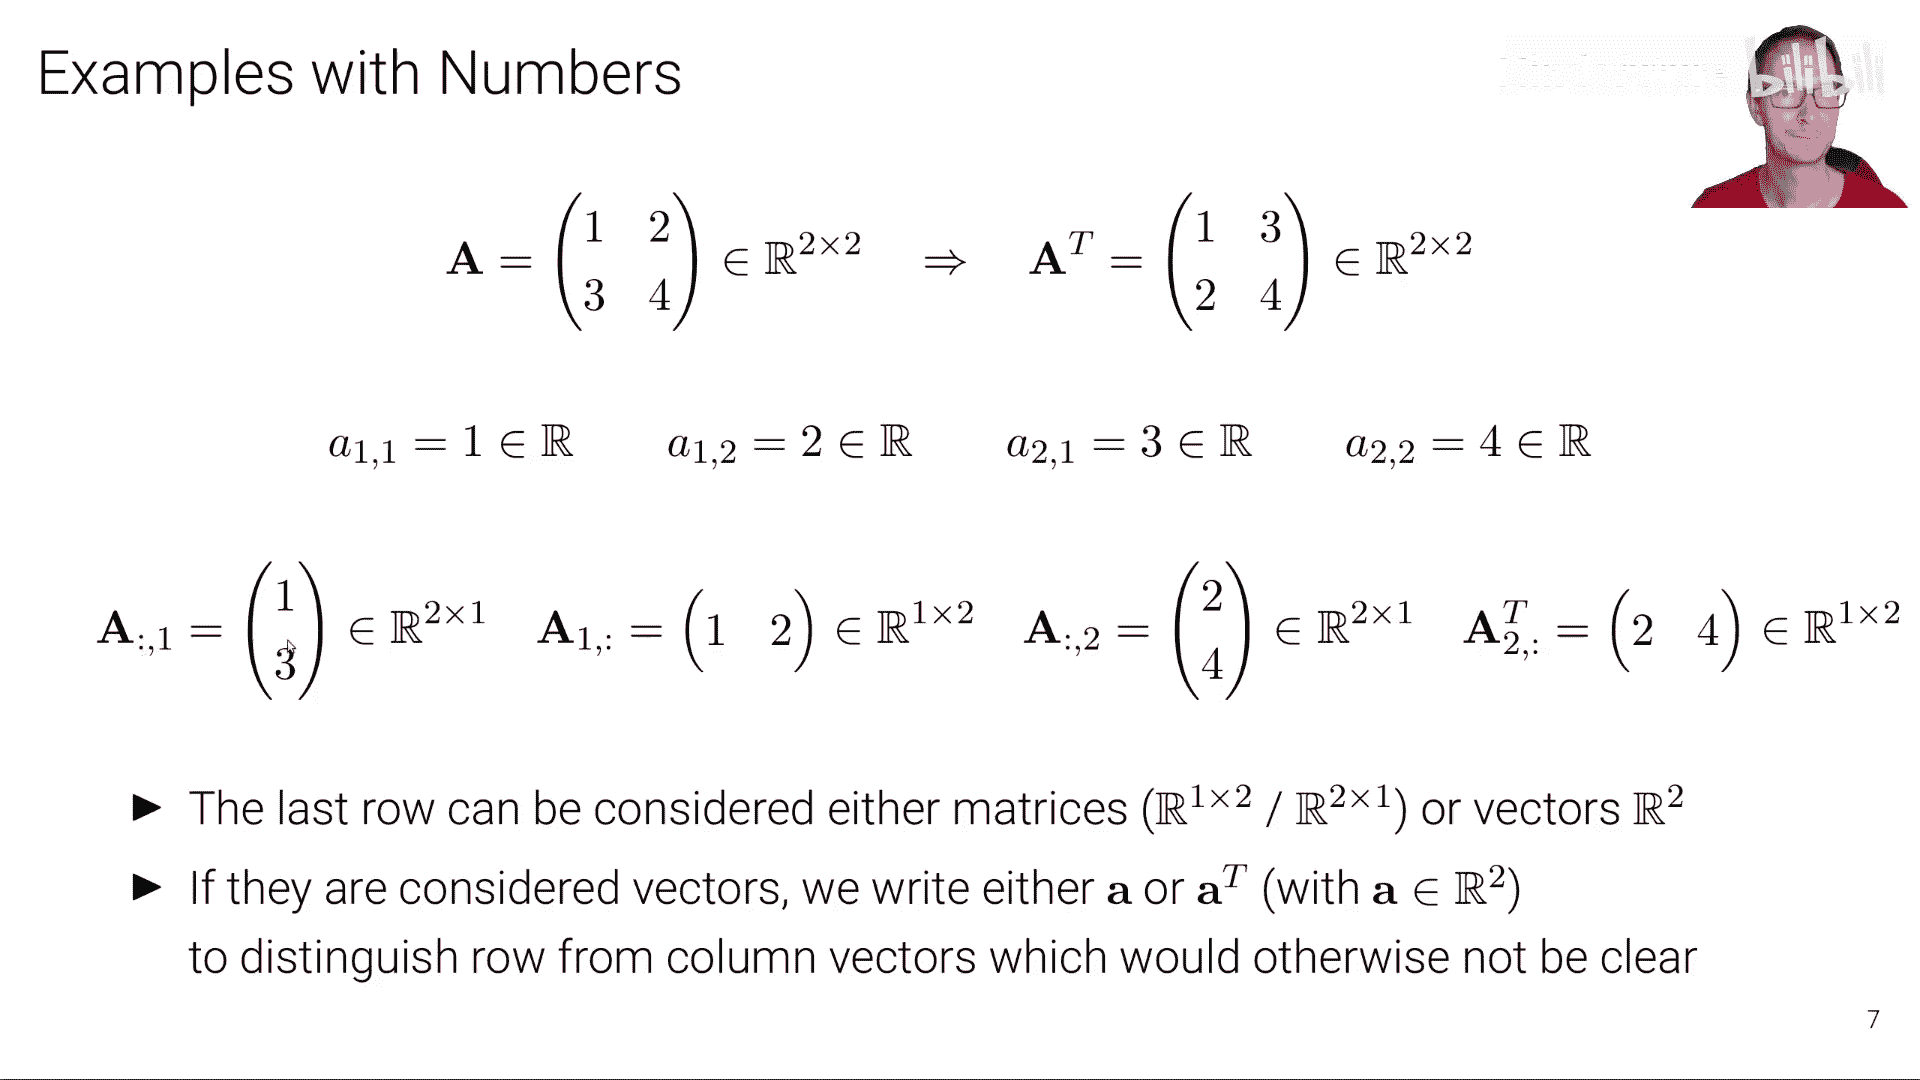 Examples with Numbers
bilibili
A = (1 2; 3 4) ∈ ℝ^{2×2} ⇒ A^T = (1 3; 2 4) ∈ ℝ^{2×2}
a_{1,1} = 1 ∈ ℝ a_{1,2} = 2 ∈ ℝ a_{2,1} = 3 ∈ ℝ a_{2,2} = 4 ∈ ℝ
A_{:,1} = (1; 3) ∈ ℝ^{2×1} A_{1,:} = (1 2) ∈ ℝ^{1×2} A_{:,2} = (2; 4) ∈ ℝ^{2×1} A^T_{2,:} = (2 4) ∈ ℝ^{1×2}
▶ The last row can be considered either matrices (ℝ^{1×2} / ℝ^{2×1}) or vectors ℝ^2
▶ If they are considered vectors, we write either a or a^T (with a ∈ ℝ^2)
to distinguish row from column vectors which would otherwise not be clear
7